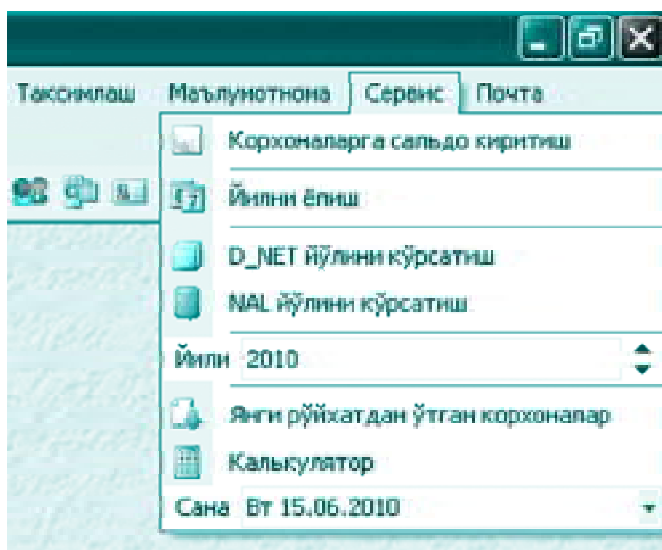 Таксимлаш Маълумотнома Сервис Почта
Корхоналарга сальдо киритиш
Йилни ёпиш
D_NET йўлини кўрсатиш
NAL йўлини кўрсатиш
Йили 2010
Янги рўйхатдан ўтган корхоналар
Калькулятор
Сана Вт 15.06.2010